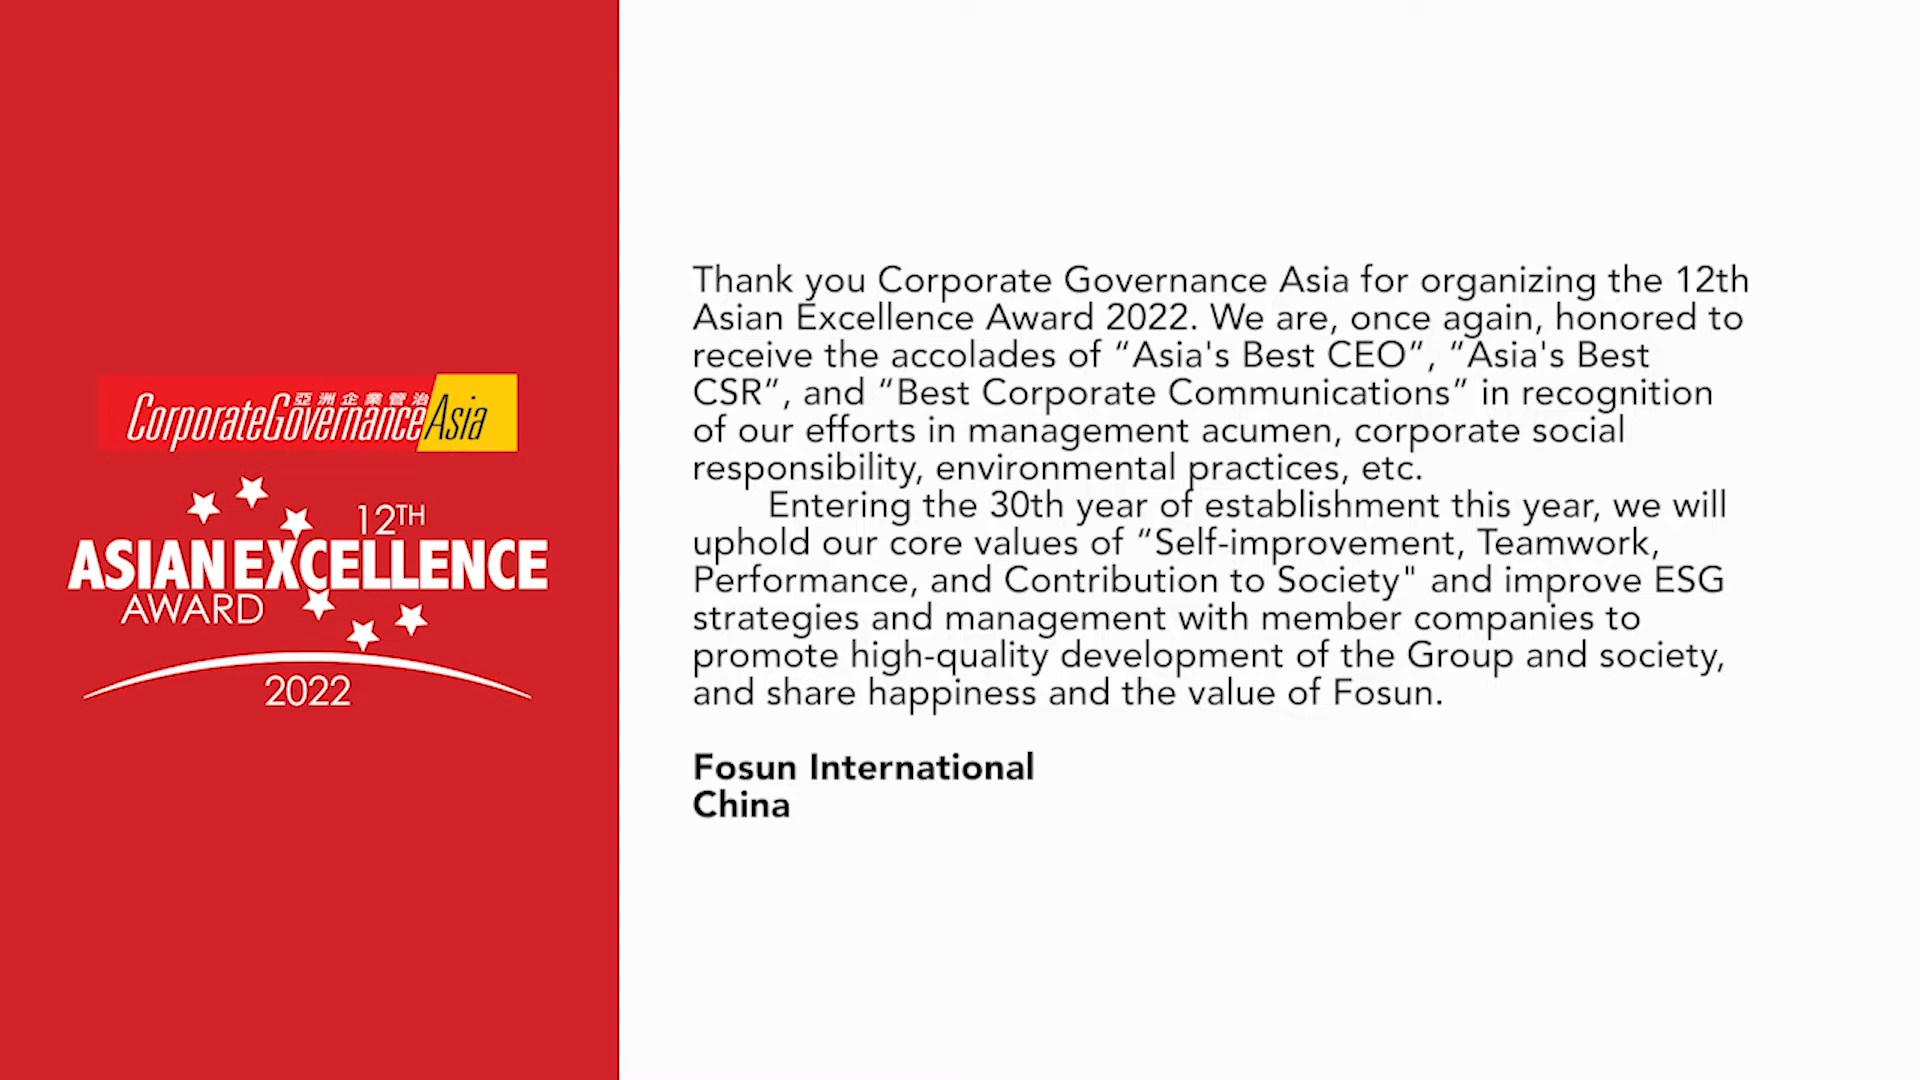 亞洲企業管治
CorporateGovernanceAsia
12TH
ASIAN EXCELLENCE
AWARD
2022
Thank you Corporate Governance Asia for organizing the 12th
Asian Excellence Award 2022. We are, once again, honored to
receive the accolades of “Asia's Best CEO”, “Asia's Best
CSR”, and “Best Corporate Communications” in recognition
of our efforts in management acumen, corporate social
responsibility, environmental practices, etc.
Entering the 30th year of establishment this year, we will
uphold our core values of “Self-improvement, Teamwork,
Performance, and Contribution to Society" and improve ESG
strategies and management with member companies to
promote high-quality development of the Group and society,
and share happiness and the value of Fosun.
Fosun International
China